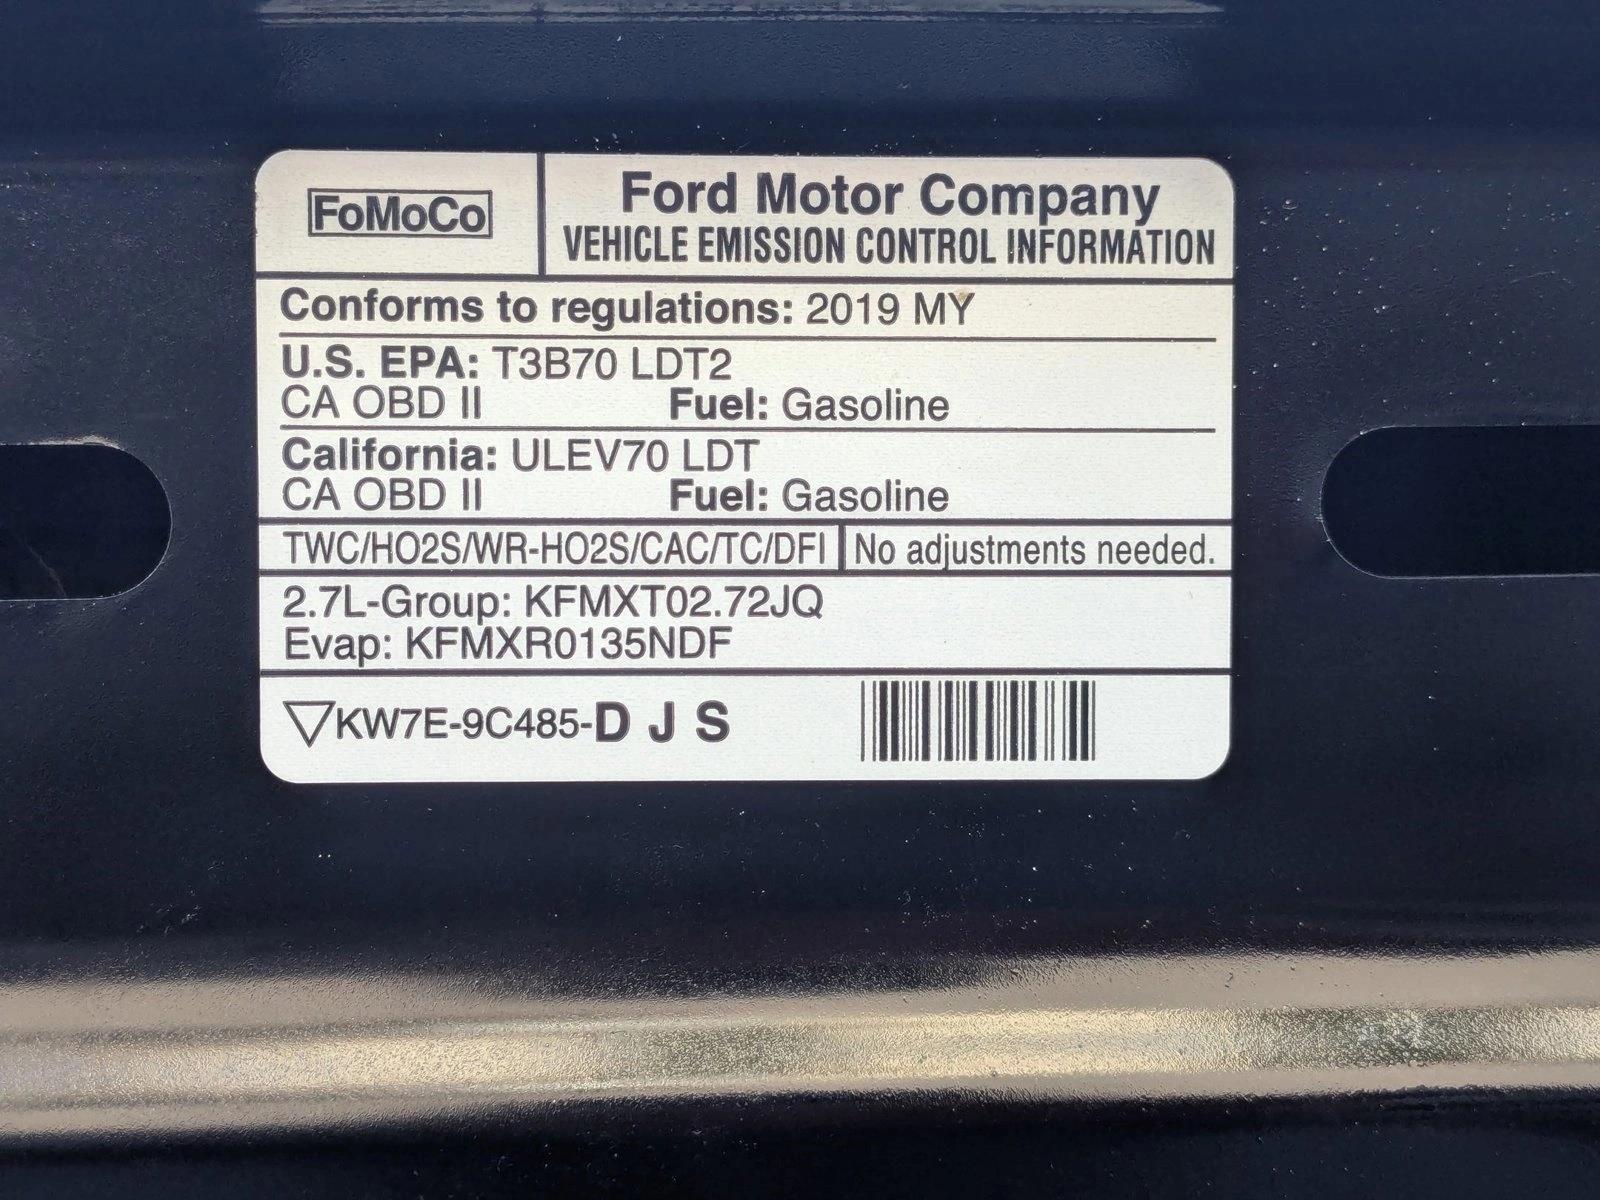 FoMoCo
Ford Motor Company
VEHICLE EMISSION CONTROL INFORMATION
Conforms to regulations: 2019 MY
U.S. EPA: T3B70 LDT2
CA OBD II Fuel: Gasoline
California: ULEV70 LDT
CA OBD II Fuel: Gasoline
TWC/HO2S/WR-HO2S/CAC/TC/DFI No adjustments needed.
2.7L-Group: KFMXT02.72JQ
Evap: KFMXR0135NDF
▽KW7E-9C485-D J S